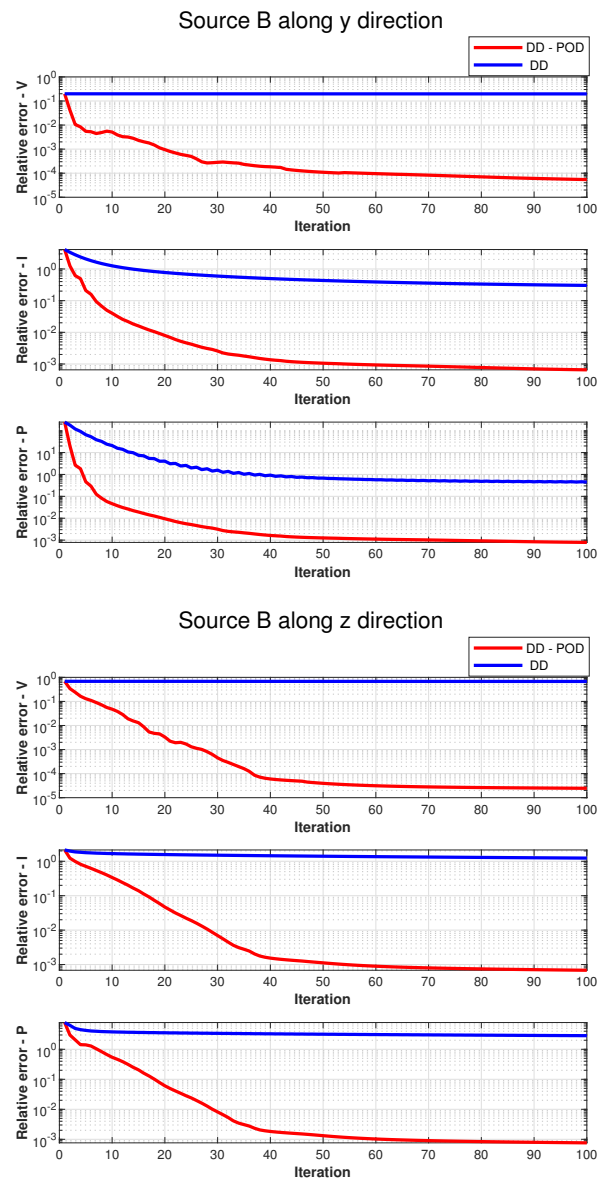 Source B along y direction
DD - POD
DD
10^0
10^-1
10^-2
10^-3
10^-4
10^-5
Relative error - V
0 10 20 30 40 50 60 70 80 90 100
Iteration
10^0
10^-1
10^-2
10^-3
Relative error - I
0 10 20 30 40 50 60 70 80 90 100
Iteration
10^1
10^0
10^-1
10^-2
10^-3
Relative error - P
0 10 20 30 40 50 60 70 80 90 100
Iteration
Source B along z direction
DD - POD
DD
10^0
10^-1
10^-2
10^-3
10^-4
10^-5
Relative error - V
0 10 20 30 40 50 60 70 80 90 100
Iteration
10^0
10^-1
10^-2
10^-3
Relative error - I
0 10 20 30 40 50 60 70 80 90 100
Iteration
10^0
10^-1
10^-2
10^-3
Relative error - P
0 10 20 30 40 50 60 70 80 90 100
Iteration